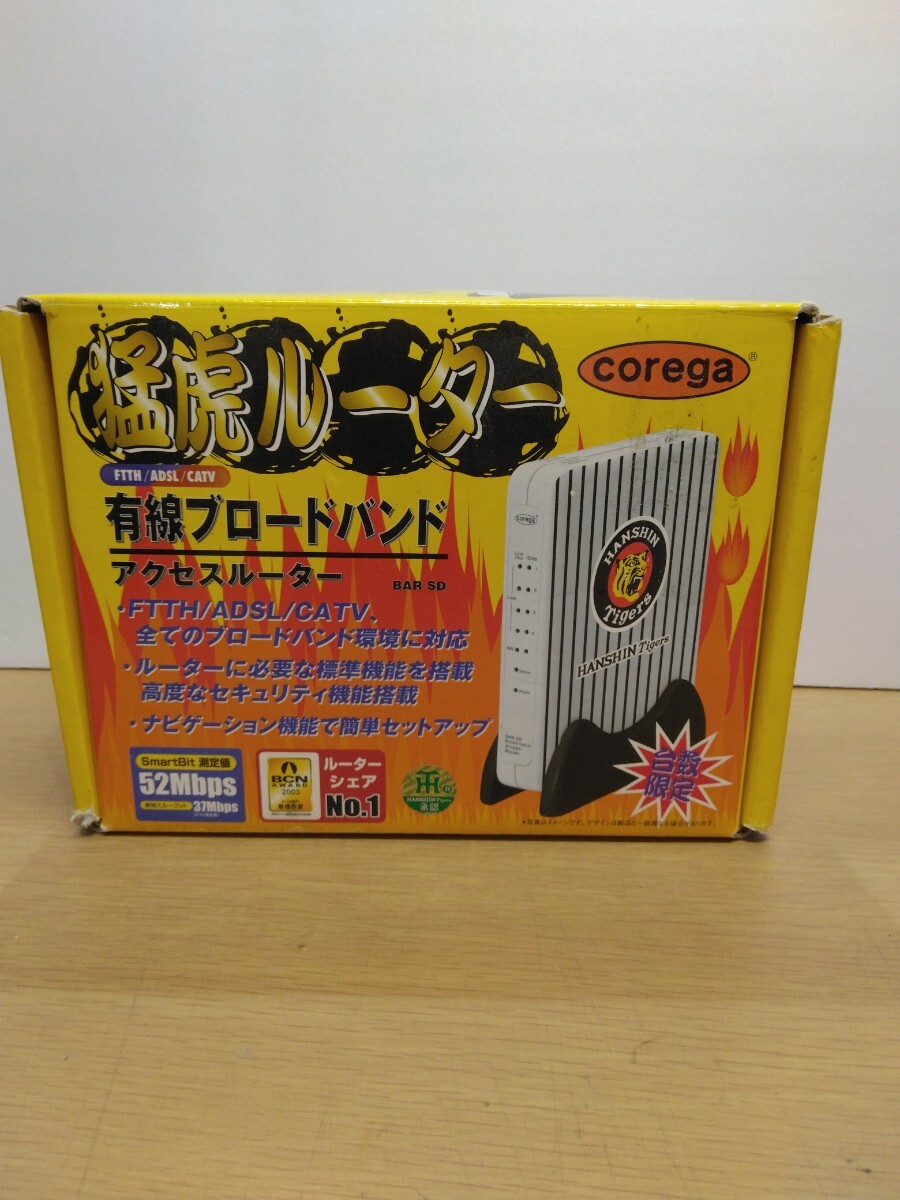 猛虎ルーター
corega®
FTTH/ADSL/CATV
有線ブロードバンド
アクセスルーター BAR SD
・FTTH/ADSL/CATV、
全てのブロードバンド環境に対応
・ルーターに必要な標準機能を搭載
高度なセキュリティ機能搭載
・ナビゲーション機能で簡単セットアップ
corega
HANSHIN
Tigers
HANSHIN Tigers
台数
限定
SmartBit 測定値
52Mbps
37Mbps
BCN
AWARD
2003
ルーター
シェア
No.1
HANSHIN Tigers
承認